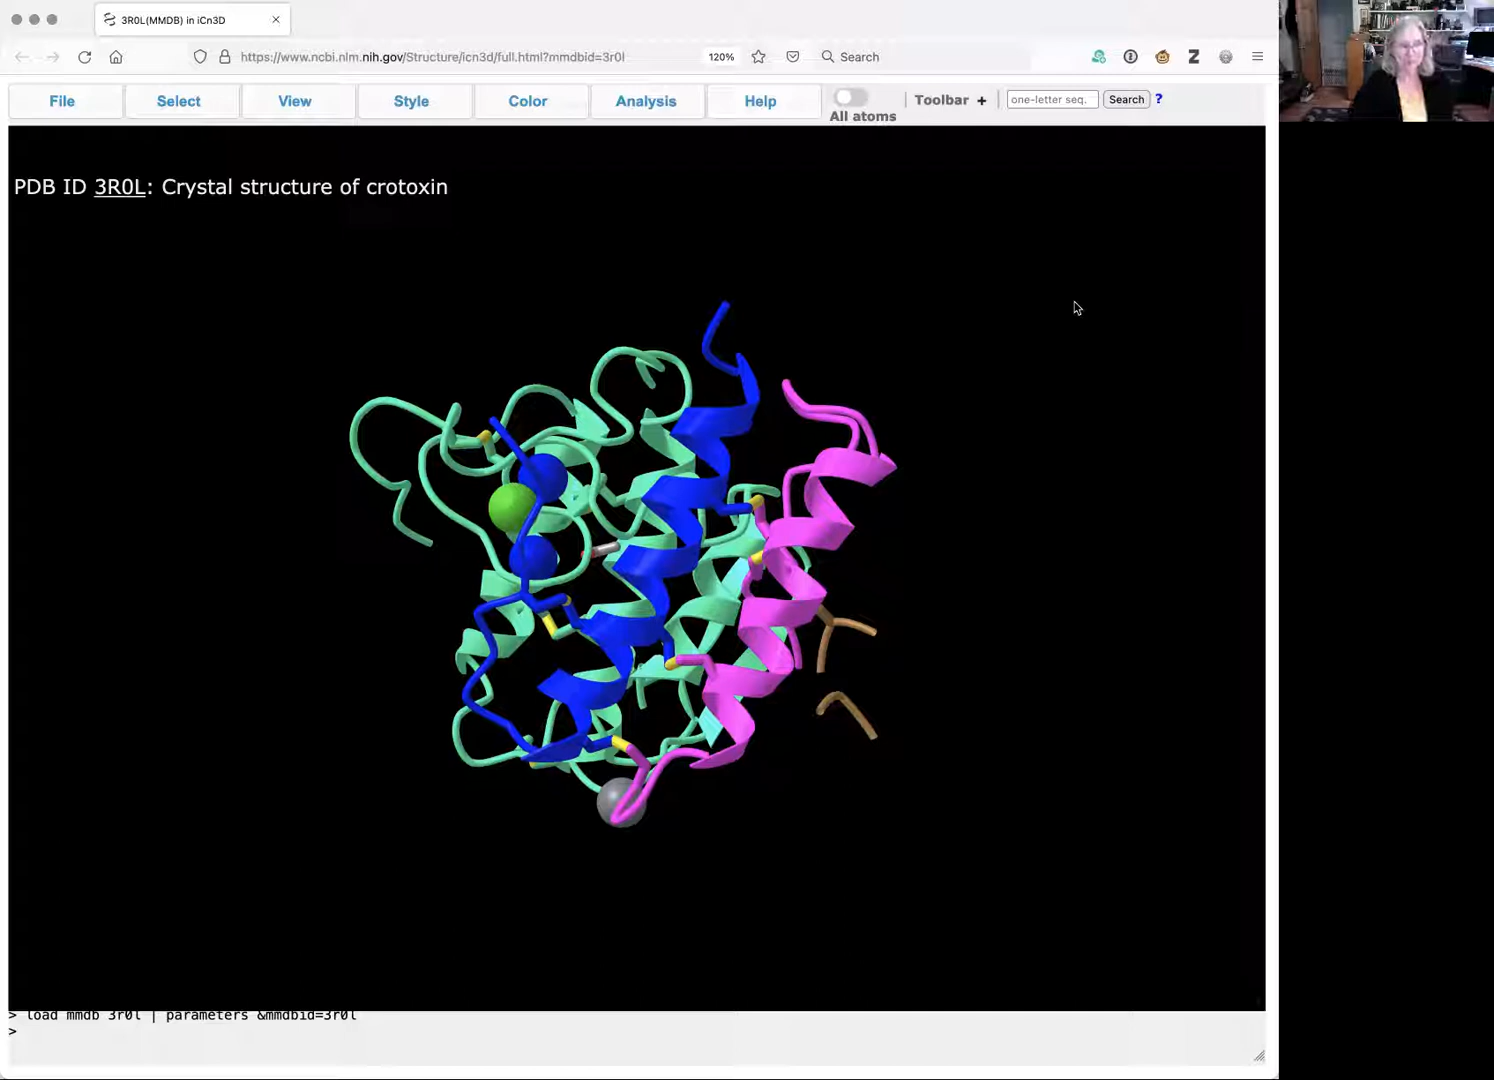 3R0L(MMDB) in iCn3D
https://www.ncbi.nlm.nih.gov/Structure/icn3d/full.html?mmdbid=3r0l
120%
Search
Z
File
Select
View
Style
Color
Analysis
Help
All atoms
Toolbar +
one-letter seq.
Search
?
PDB ID 3R0L: Crystal structure of crotoxin
> load mmdb 3r0l | parameters &mmdbid=3r0l
>